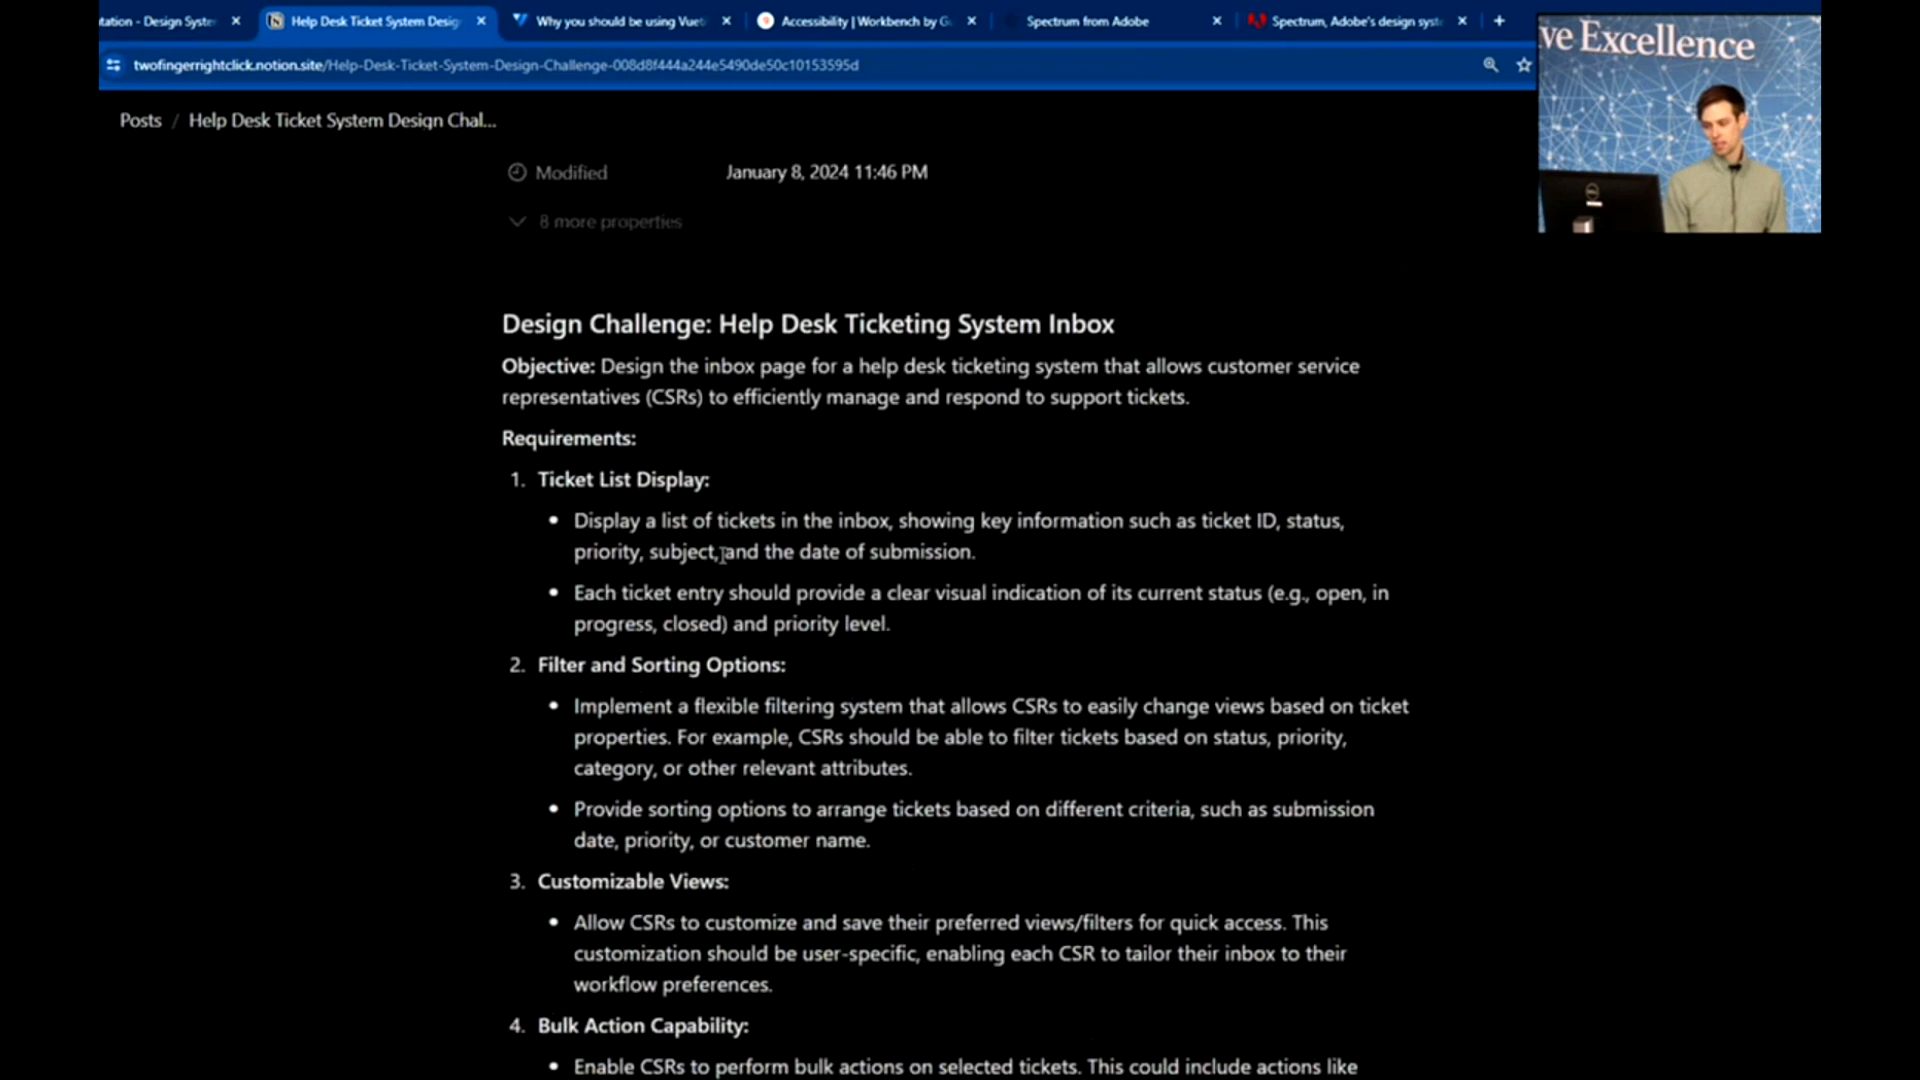 tation - Design Syste
Help Desk Ticket System Desig
Why you should be using Vuet
Accessibility | Workbench by G
Spectrum from Adobe
Spectrum, Adobe's design syst
twofingerrightclick.notion.site/Help-Desk-Ticket-System-Design-Challenge-008d8f444a244e5490de50c10153595d
ve Excellence
DELL
Posts / Help Desk Ticket System Design Chal...
Modified January 8, 2024 11:46 PM
8 more properties
Design Challenge: Help Desk Ticketing System Inbox
Objective: Design the inbox page for a help desk ticketing system that allows customer service
representatives (CSRs) to efficiently manage and respond to support tickets.
Requirements:
1. Ticket List Display:
• Display a list of tickets in the inbox, showing key information such as ticket ID, status,
priority, subject, and the date of submission.
• Each ticket entry should provide a clear visual indication of its current status (e.g., open, in
progress, closed) and priority level.
2. Filter and Sorting Options:
• Implement a flexible filtering system that allows CSRs to easily change views based on ticket
properties. For example, CSRs should be able to filter tickets based on status, priority,
category, or other relevant attributes.
• Provide sorting options to arrange tickets based on different criteria, such as submission
date, priority, or customer name.
3. Customizable Views:
• Allow CSRs to customize and save their preferred views/filters for quick access. This
customization should be user-specific, enabling each CSR to tailor their inbox to their
workflow preferences.
4. Bulk Action Capability:
• Enable CSRs to perform bulk actions on selected tickets. This could include actions like